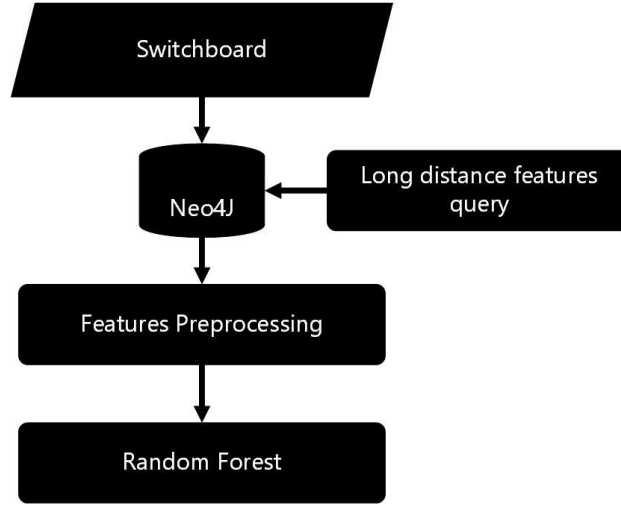 Switchboard
Neo4J
Long distance features
query
Features Preprocessing
Random Forest